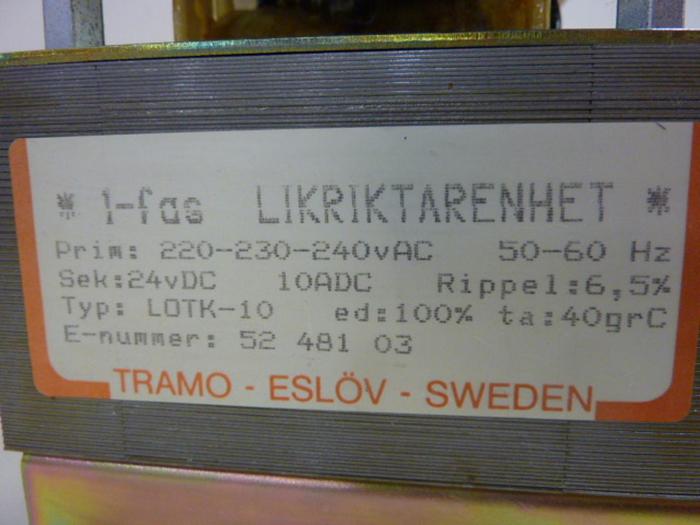 * 1-fas LIKRIKTARENHET *
Prim: 220-230-240vAC 50-60 Hz
Sek:24vDC 10ADC Rippel:6,5%
Typ: LOTK-10 ed:100% ta:40grC
E-nummer: 52 481 03
TRAMO - ESLÖV - SWEDEN